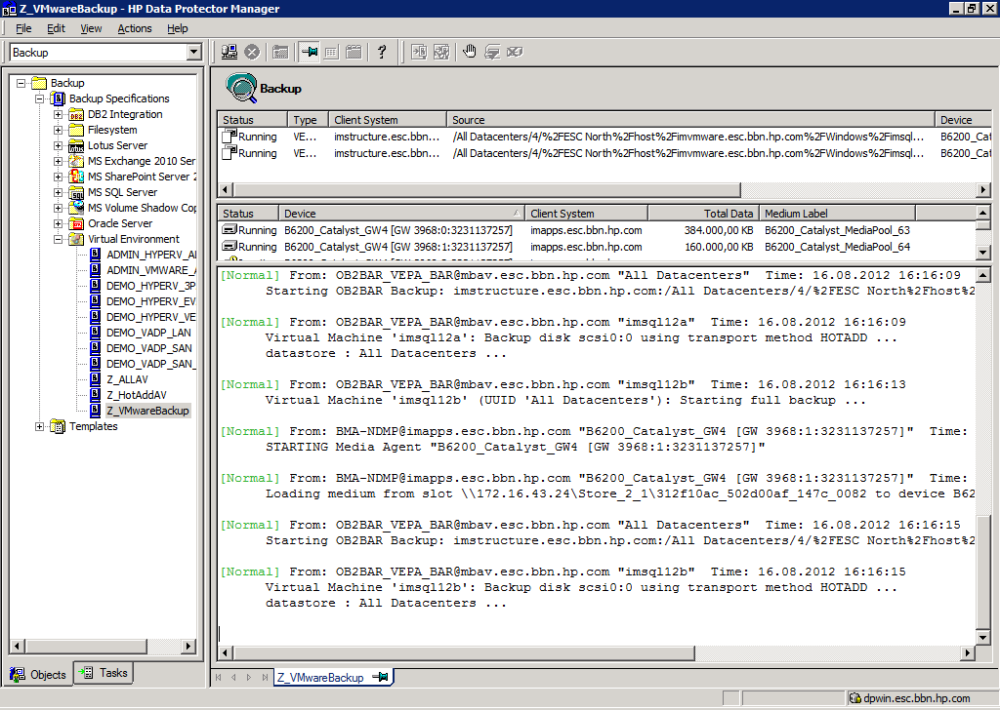 Z_VMwareBackup - HP Data Protector Manager
File Edit View Actions Help
Backup
Backup
Backup Specifications
DB2 Integration
Filesystem
Lotus Server
MS Exchange 2010 Ser
MS SharePoint Server 2
MS SQL Server
MS Volume Shadow Cop
Oracle Server
Virtual Environment
ADMIN_HYPERV_AL
ADMIN_VMWARE_A
DEMO_HYPERV_3P
DEMO_HYPERV_EV
DEMO_HYPERV_VE
DEMO_VADP_LAN
DEMO_VADP_SAN
DEMO_VADP_SAN_
Z_ALLAV
Z_HotAddAV
Z_VMwareBackup
Templates
Objects Tasks
Backup
Status Type Client System Source Device
Running VE... imstructure.esc.bbn... /All Datacenters/4/%2FESC North%2Fhost%2Fimvmware.esc.bbn.hp.com%2FWindows%2Fimsql... B6200_Cat
Running VE... imstructure.esc.bbn... /All Datacenters/4/%2FESC North%2Fhost%2Fimvmware.esc.bbn.hp.com%2FWindows%2Fimsql... B6200_Cat
Status Device Client System Total Data Medium Label
Running B6200_Catalyst_GW4 [GW 3968:0:3231137257] imapps.esc.bbn.hp.com 384.000,00 KB B6200_Catalyst_MediaPool_63
Running B6200_Catalyst_GW4 [GW 3968:1:3231137257] imapps.esc.bbn.hp.com 160.000,00 KB B6200_Catalyst_MediaPool_64
[Normal] From: OB2BAR_VEPA_BAR@mbav.esc.bbn.hp.com "All Datacenters" Time: 16.08.2012 16:16:09
Starting OB2BAR Backup: imstructure.esc.bbn.hp.com:/All Datacenters/4/%2FESC North%2Fhost%2
[Normal] From: OB2BAR_VEPA_BAR@mbav.esc.bbn.hp.com "imsql12a" Time: 16.08.2012 16:16:09
Virtual Machine 'imsql12a': Backup disk scsi0:0 using transport method HOTADD ...
datastore : All Datacenters ...
[Normal] From: OB2BAR_VEPA_BAR@mbav.esc.bbn.hp.com "imsql12b" Time: 16.08.2012 16:16:13
Virtual Machine 'imsql12b' (UUID 'All Datacenters'): Starting full backup ...
[Normal] From: BMA-NDMP@imapps.esc.bbn.hp.com "B6200_Catalyst_GW4 [GW 3968:1:3231137257]" Time:
STARTING Media Agent "B6200_Catalyst_GW4 [GW 3968:1:3231137257]"
[Normal] From: BMA-NDMP@imapps.esc.bbn.hp.com "B6200_Catalyst_GW4 [GW 3968:1:3231137257]" Time:
Loading medium from slot \\172.16.43.24\Store_2_1\312f10ac_502d00af_147c_0082 to device B62
[Normal] From: OB2BAR_VEPA_BAR@mbav.esc.bbn.hp.com "All Datacenters" Time: 16.08.2012 16:16:15
Starting OB2BAR Backup: imstructure.esc.bbn.hp.com:/All Datacenters/4/%2FESC North%2Fhost%2
[Normal] From: OB2BAR_VEPA_BAR@mbav.esc.bbn.hp.com "imsql12b" Time: 16.08.2012 16:16:15
Virtual Machine 'imsql12b': Backup disk scsi0:0 using transport method HOTADD ...
datastore : All Datacenters ...
Z_VMwareBackup
dpwin.esc.bbn.hp.com